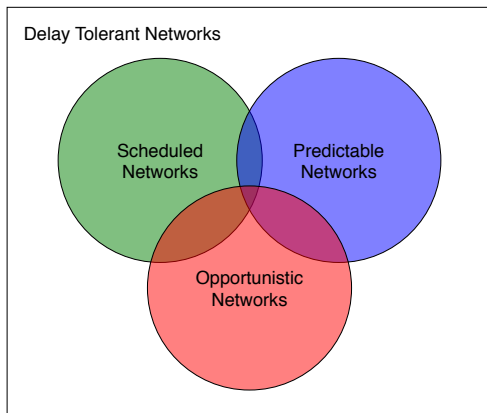 Delay Tolerant Networks
Scheduled
Networks
Predictable
Networks
Opportunistic
Networks